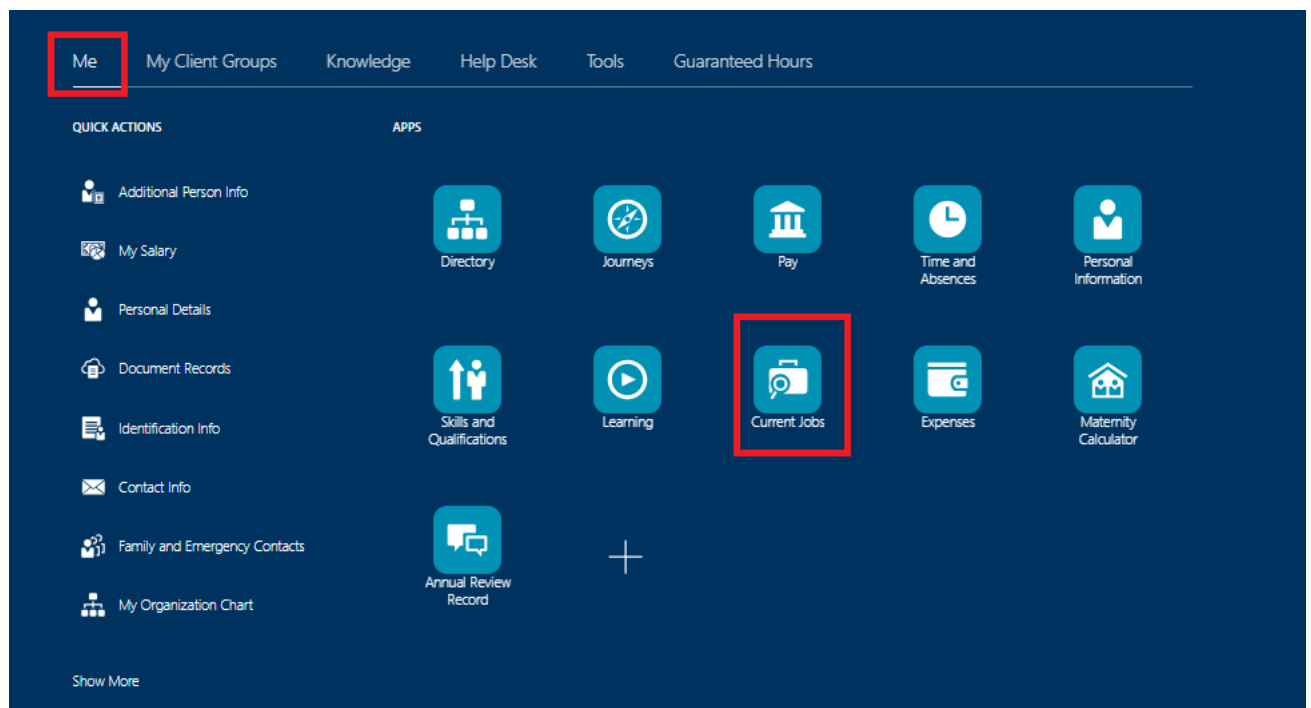 Me My Client Groups Knowledge Help Desk Tools Guaranteed Hours
QUICK ACTIONS
Additional Person Info
My Salary
Personal Details
Document Records
Identification Info
Contact Info
Family and Emergency Contacts
My Organization Chart
Show More
APPS
Directory
Journeys
Pay
Time and
Absences
Personal
Information
Skills and
Qualifications
Learning
Current Jobs
Expenses
Maternity
Calculator
Annual Review
Record